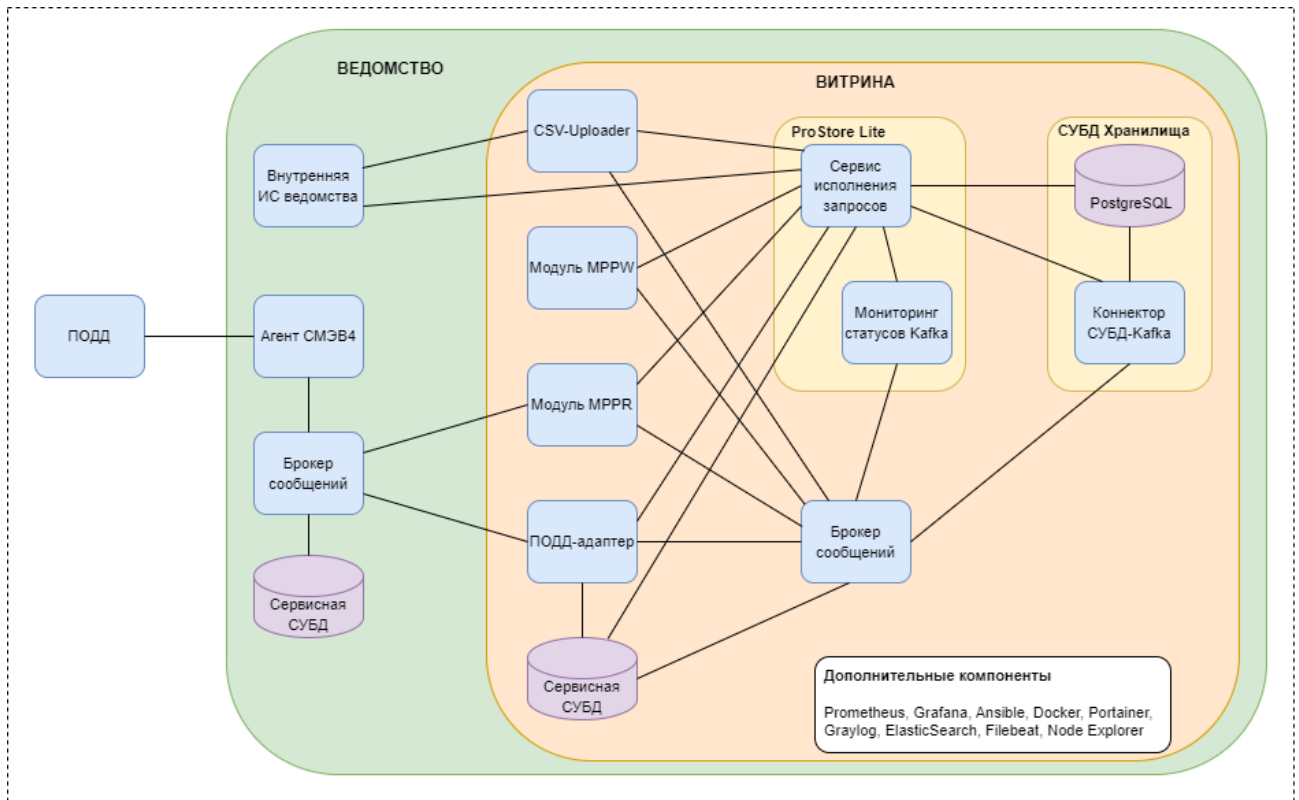 ВЕДОМСТВО
ВИТРИНА
CSV-Uploader
ProStore Lite
СУБД Хранилища
Внутренняя
ИС ведомства
Сервис
исполнения
запросов
PostgreSQL
Модуль MPPW
ПОДД
Агент СМЭВ4
Мониторинг
статусов Kafka
Коннектор
СУБД-Kafka
Модуль MPPR
Брокер
сообщений
ПОДД-адаптер
Брокер
сообщений
Сервисная
СУБД
Сервисная
СУБД
Дополнительные компоненты
Prometheus, Grafana, Ansible, Docker, Portainer,
Graylog, ElasticSearch, Filebeat, Node Explorer